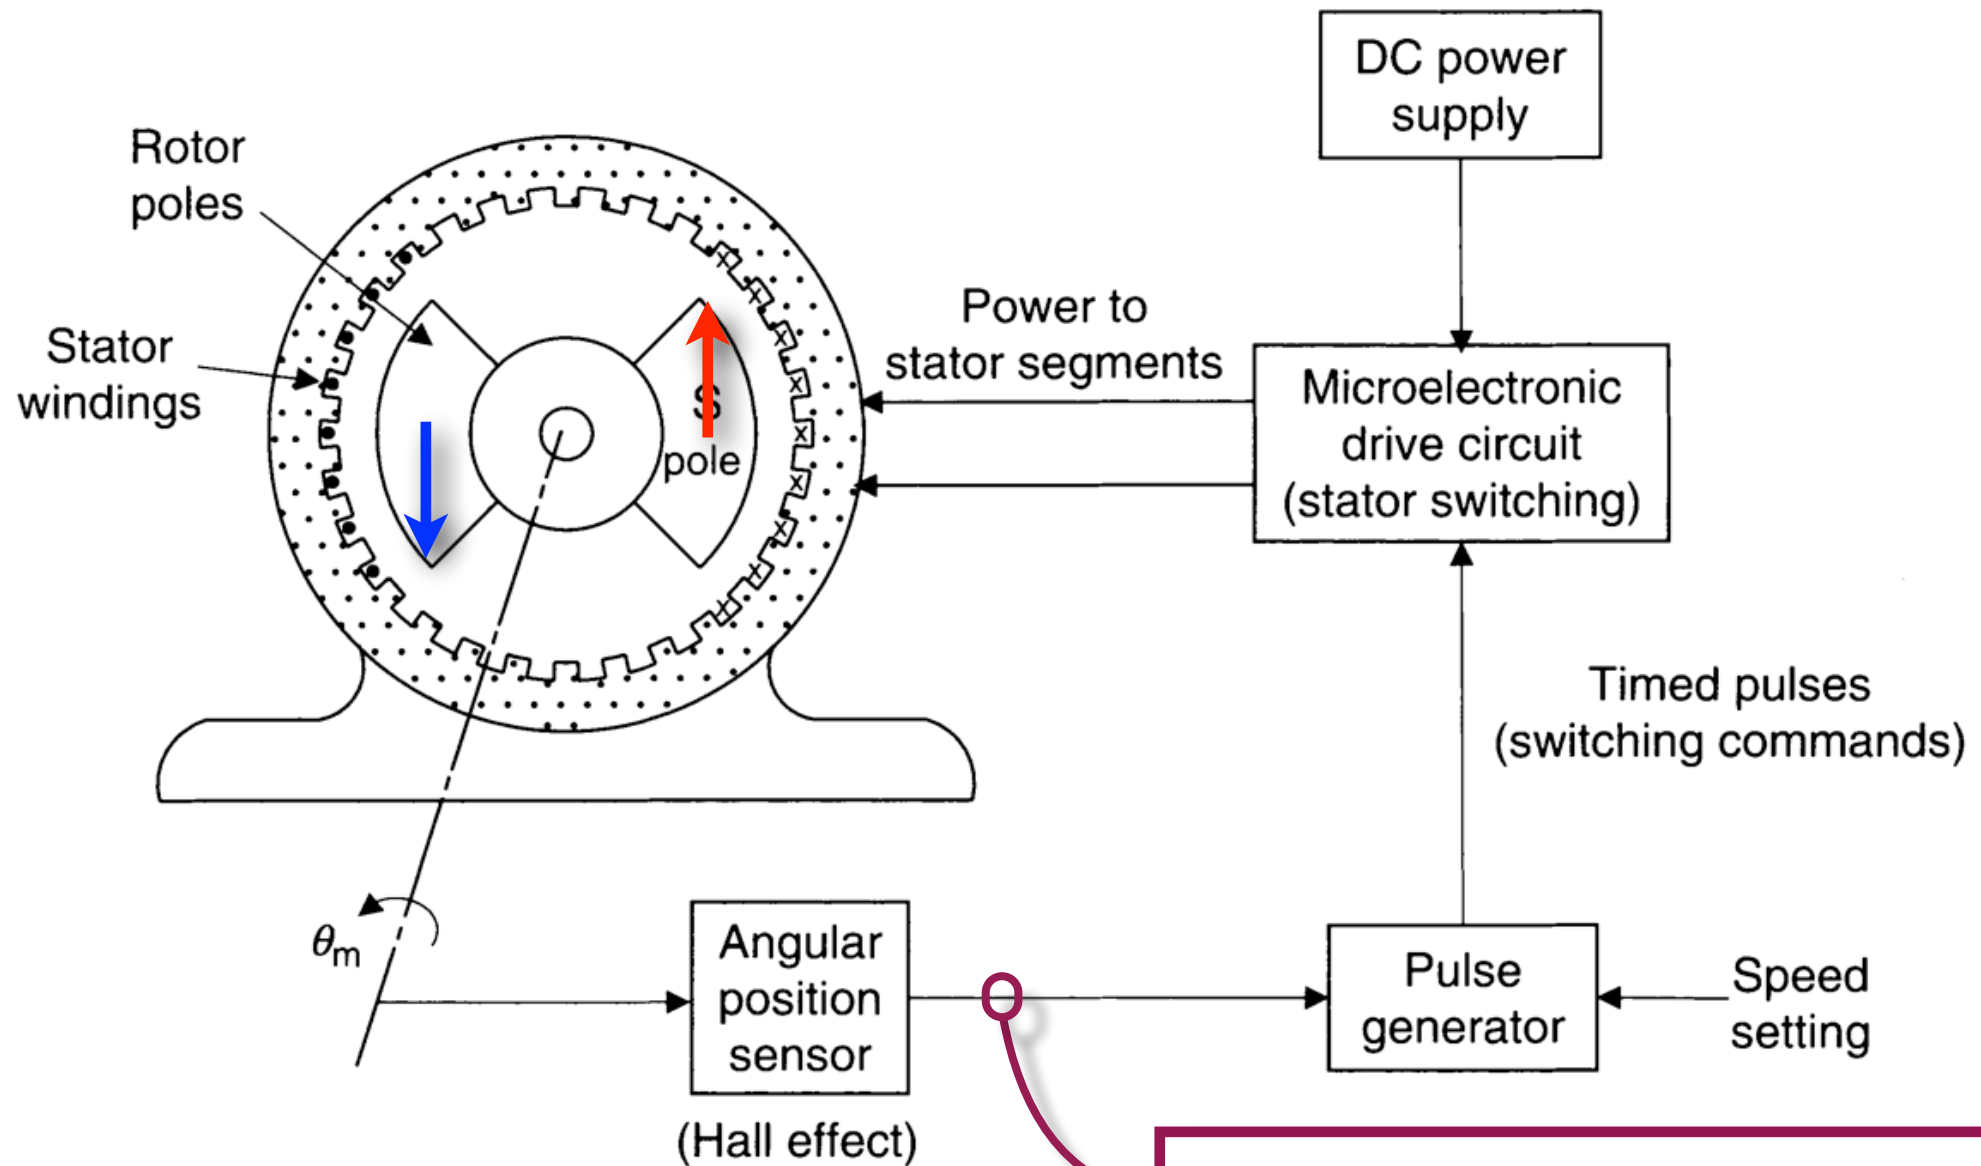 DC power
supply
Rotor
poles
Stator
windings
S
pole
Power to
stator segments
Microelectronic
drive circuit
(stator switching)
Timed pulses
(switching commands)
θm
Angular
position
sensor
(Hall effect)
Pulse
generator
Speed
setting